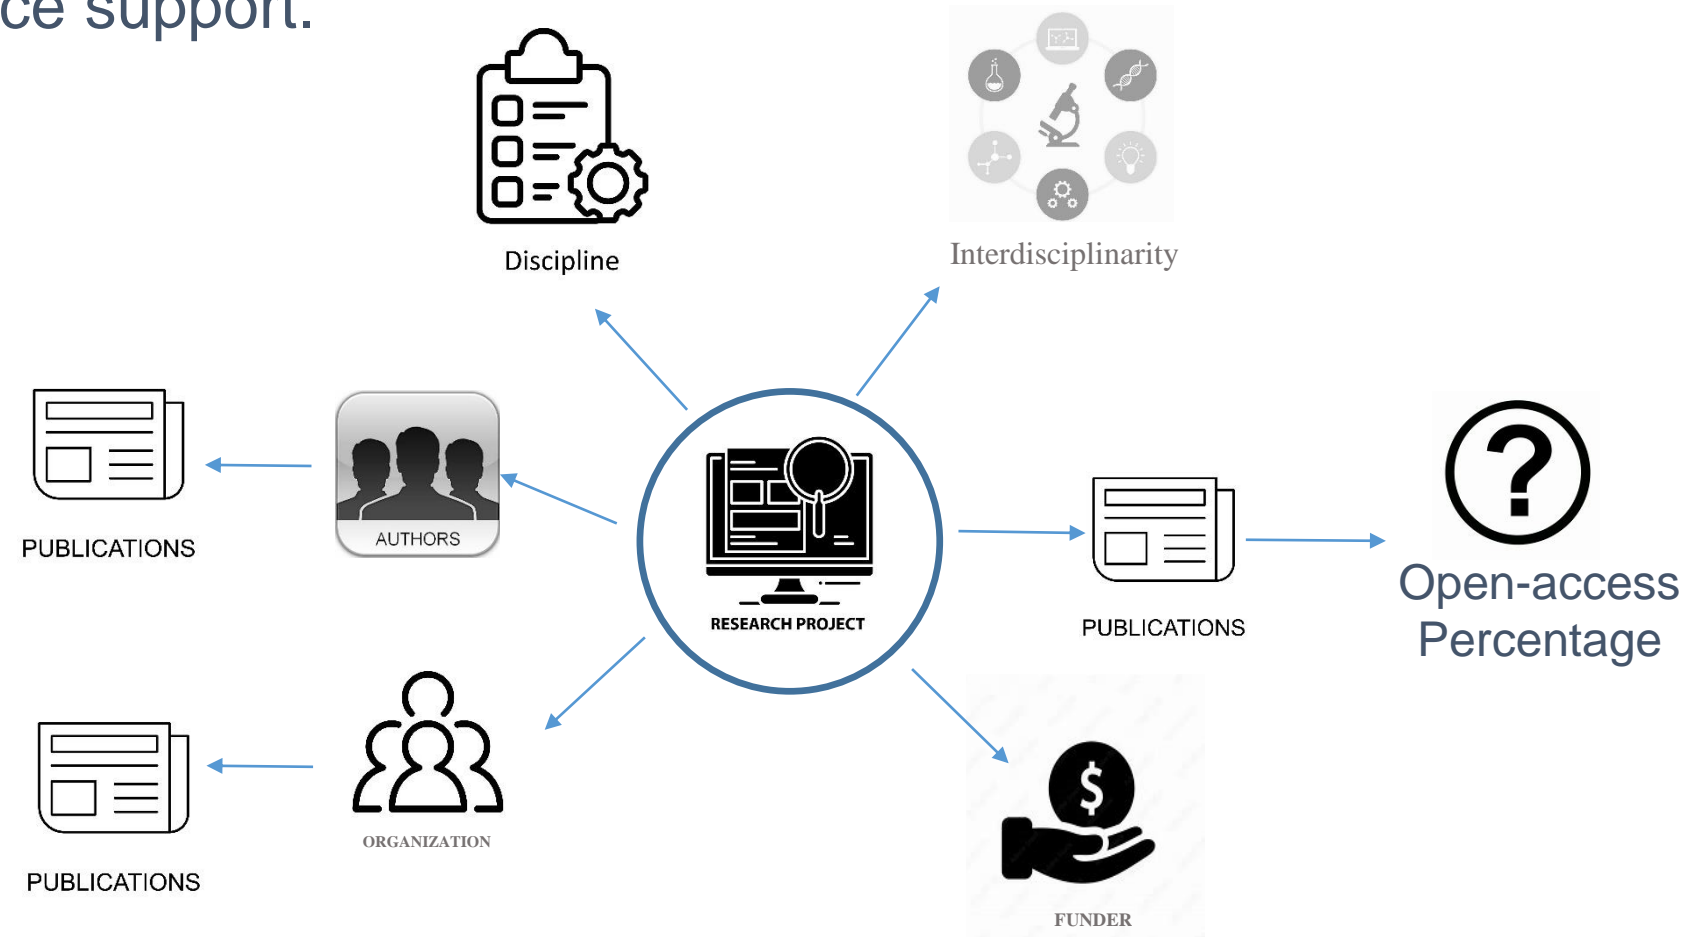 ce support.
Discipline
Interdisciplinarity
PUBLICATIONS
AUTHORS
RESEARCH PROJECT
PUBLICATIONS
?
Open-access
Percentage
PUBLICATIONS
ORGANIZATION
$
FUNDER